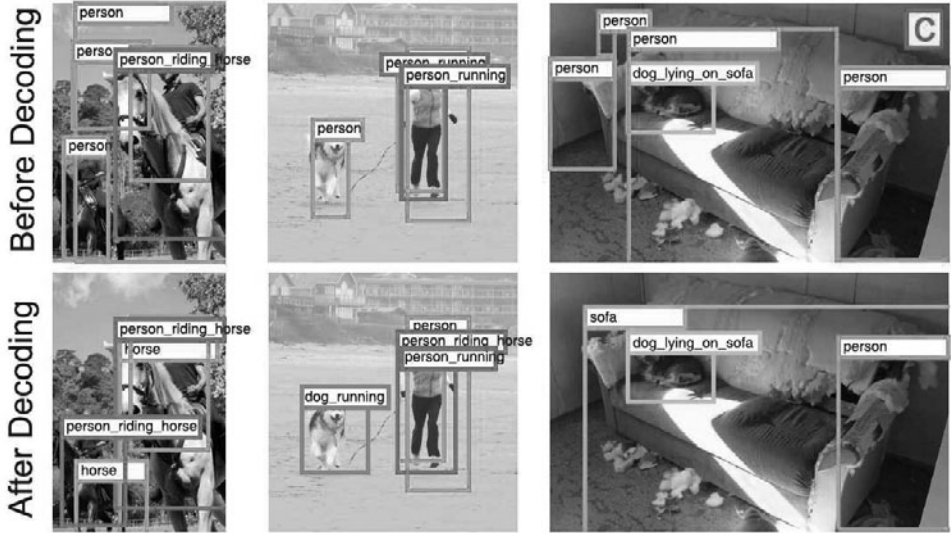 Before Decoding
person
person
person_riding_horse
person
person_running
person_running
person
person
person
person
dog_lying_on_sofa
person
C
After Decoding
person_riding_horse
horse
person_riding_horse
horse
person
person_riding_horse
person_running
dog_running
sofa
dog_lying_on_sofa
person